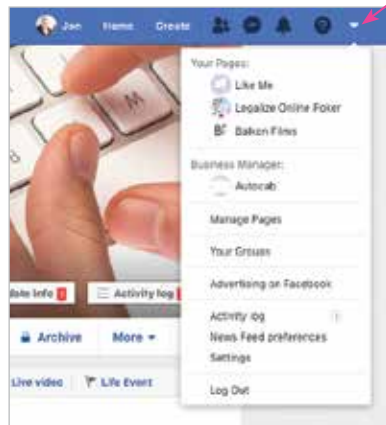 Jon Home Create
Your Pages:
Like Me
Legalize Online Poker
Balkon Films
Business Manager:
Autocab
Manage Pages
Your Groups
Advertising on Facebook
Activity log
News Feed preferences
Settings
Log Out
M
Info
Activity log
Archive More
Live video Life Event